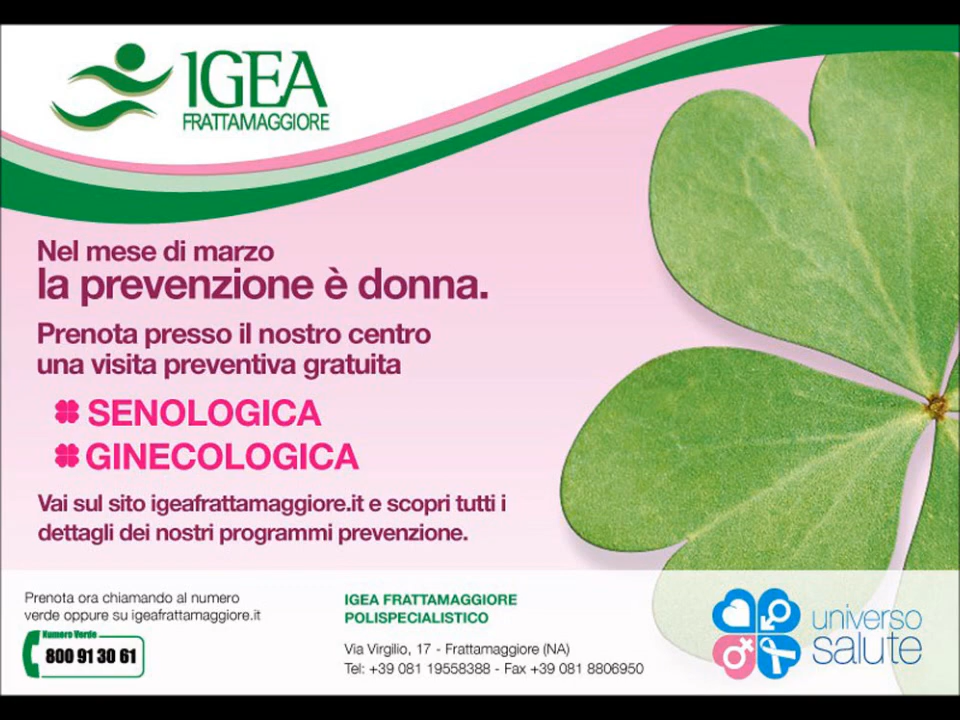 IGEA
FRATTAMAGGIORE
Nel mese di marzo
la prevenzione è donna.
Prenota presso il nostro centro
una visita preventiva gratuita
SENOLOGICA
GINECOLOGICA
Vai sul sito igeafrattamaggiore.it e scopri tutti i
dettagli dei nostri programmi prevenzione.
Prenota ora chiamando al numero
verde oppure su igeafrattamaggiore.it
Numero Verde
800 91 30 61
IGEA FRATTAMAGGIORE
POLISPECIALISTICO
Via Virgilio, 17 - Frattamaggiore (NA)
Tel: +39 081 19558388 - Fax +39 081 8806950
universo
salute